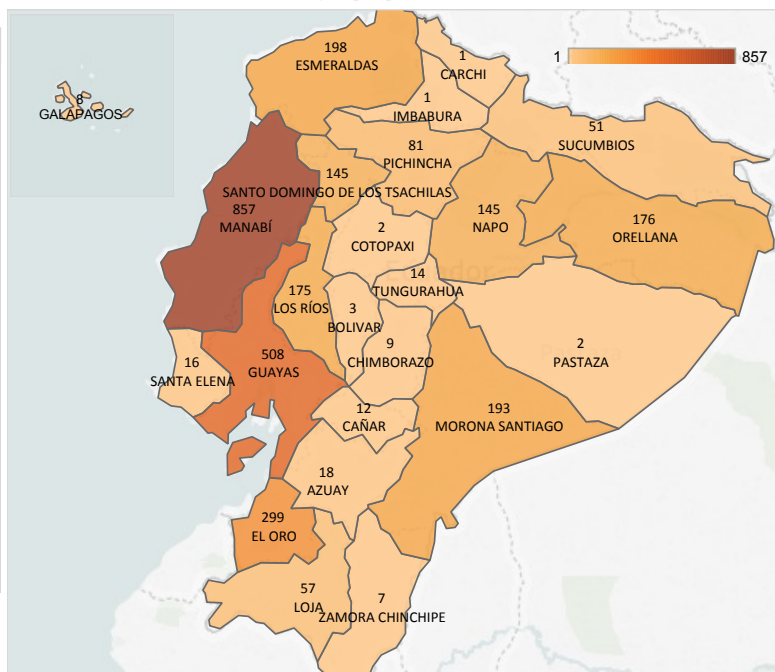 198
ESMERALDAS
1
CARCHI
1 857
8
GALAPAGOS
1
IMBABURA
51
SUCUMBIOS
81
PICHINCHA
145
SANTO DOMINGO DE LOS TSACHILAS
857
MANABÍ
145
NAPO
176
ORELLANA
2
COTOPAXI
14
TUNGURAHUA
175
LOS RÍOS
3
BOLIVAR
9
CHIMBORAZO
2
PASTAZA
16
SANTA ELENA
508
GUAYAS
12
CAÑAR
193
MORONA SANTIAGO
18
AZUAY
299
EL ORO
57
LOJA
7
ZAMORA CHINCHIPE